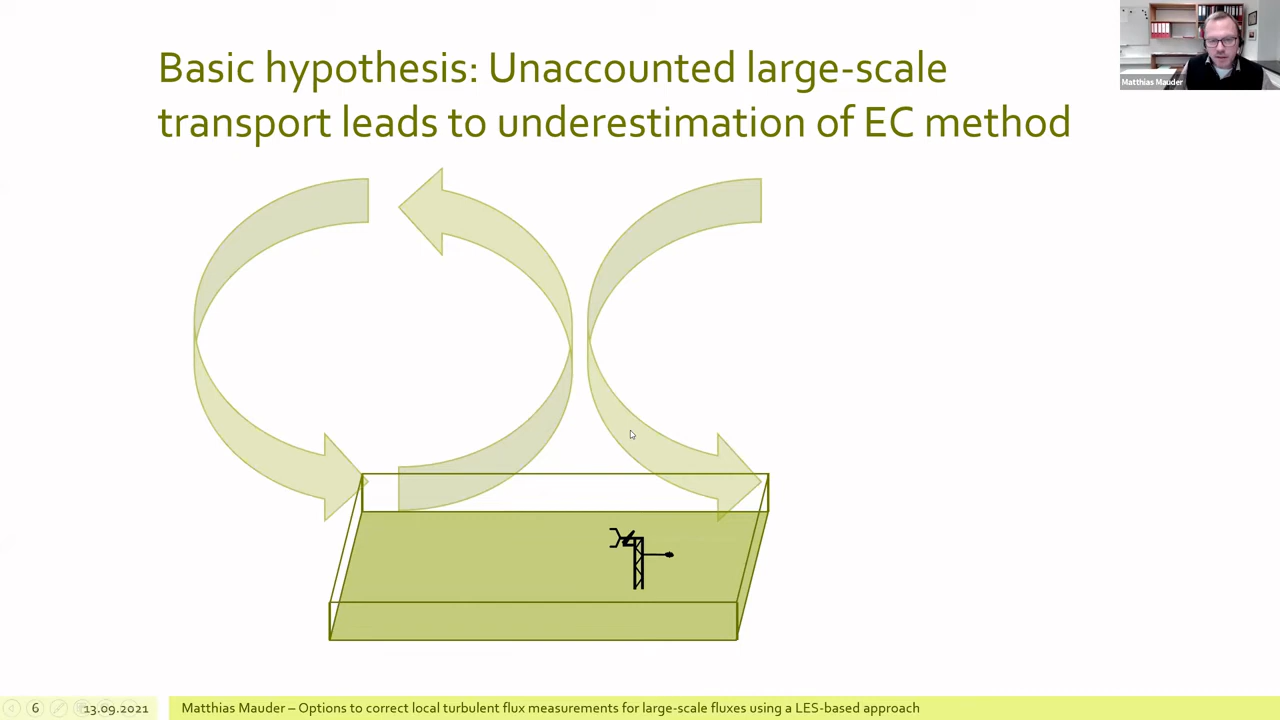 Basic hypothesis: Unaccounted large-scale
transport leads to underestimation of EC method
Matthias Mauder
6
13.09.2021
Matthias Mauder – Options to correct local turbulent flux measurements for large-scale fluxes using a LES-based approach